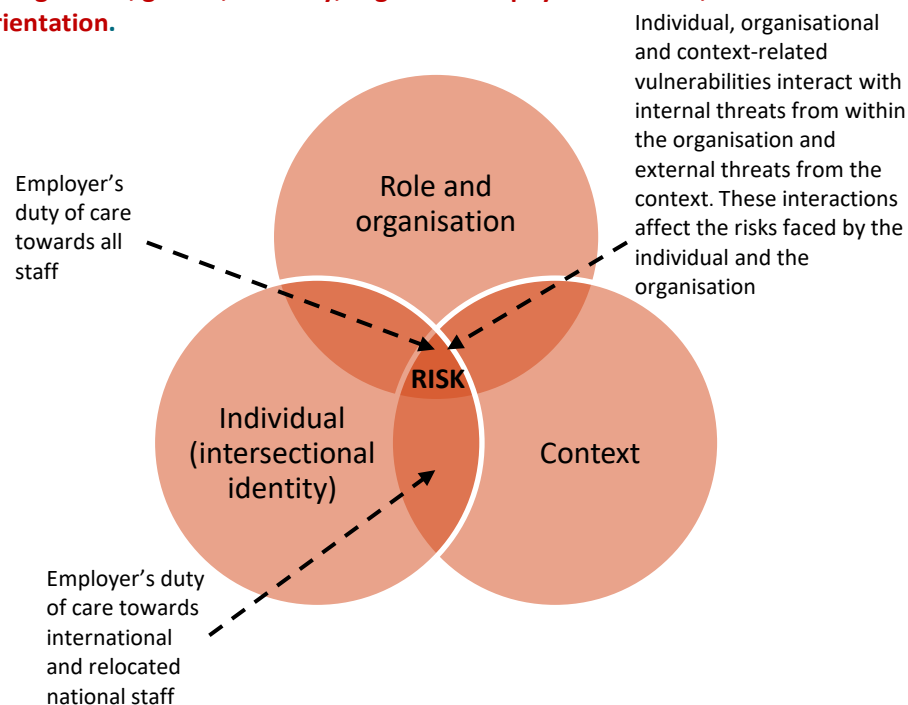 rientation.
Individual, organisational
and context-related
vulnerabilities interact with
internal threats from within
the organisation and
external threats from the
context. These interactions
affect the risks faced by the
individual and the
organisation
Role and
organisation
Employer’s
duty of care
towards all
staff
RISK
Individual
(intersectional
identity)
Context
Employer’s duty
of care towards
international
and relocated
national staff